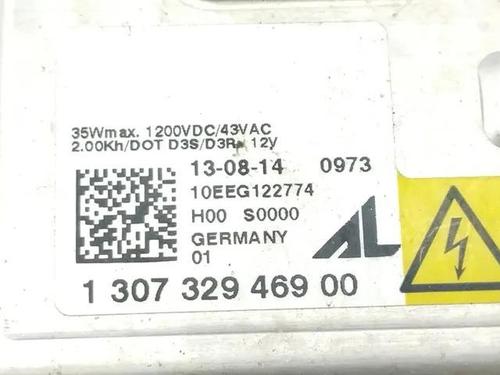 35Wmax. 1200VDC/43VAC
2.00Kh/DOT D3S/D3R. 12V
13-08-14 0973
10EEG122774
H00 S0000
GERMANY
01
AL
1 307 329 469 00